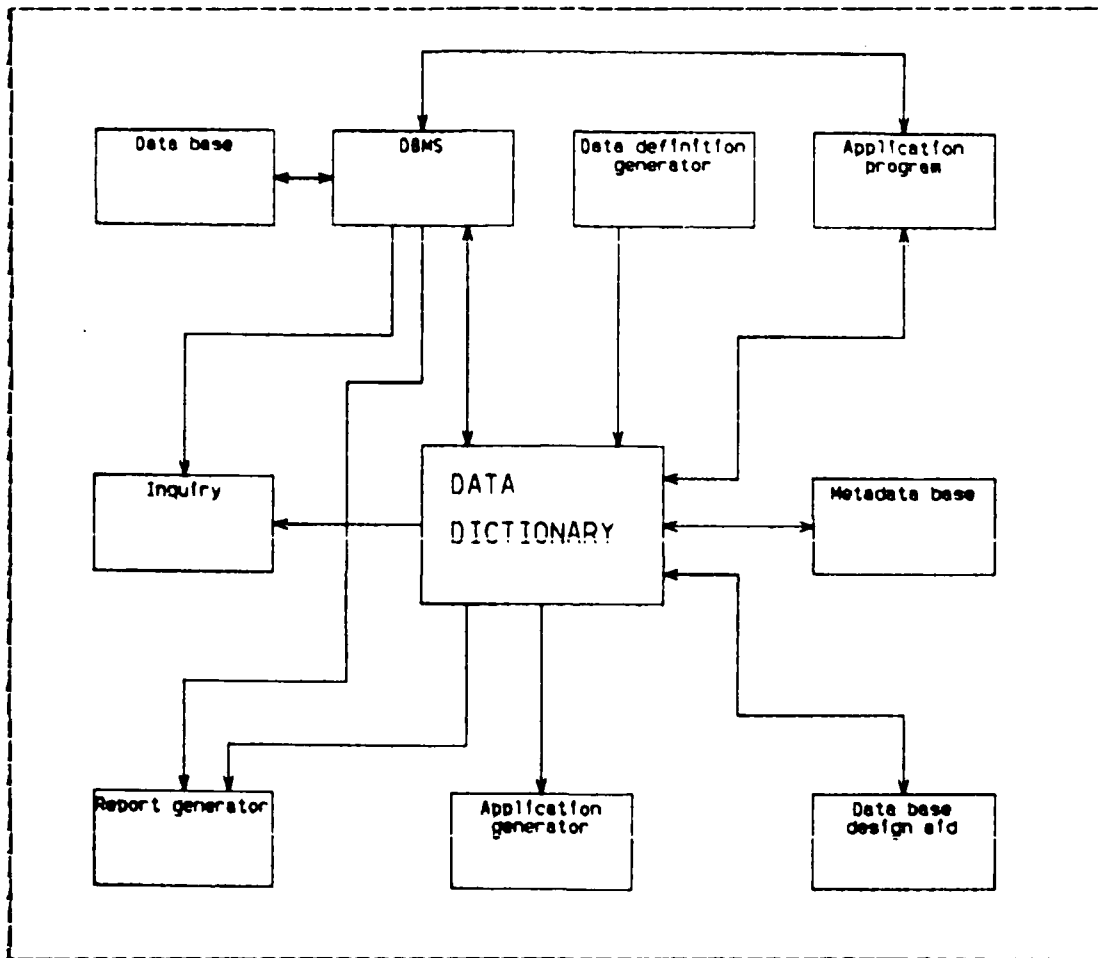 Data base
DBMS
Data definition
generator
Application
program
Inquiry
DATA
DICTIONARY
Metadata base
Report generator
Application
generator
Data base
design aid